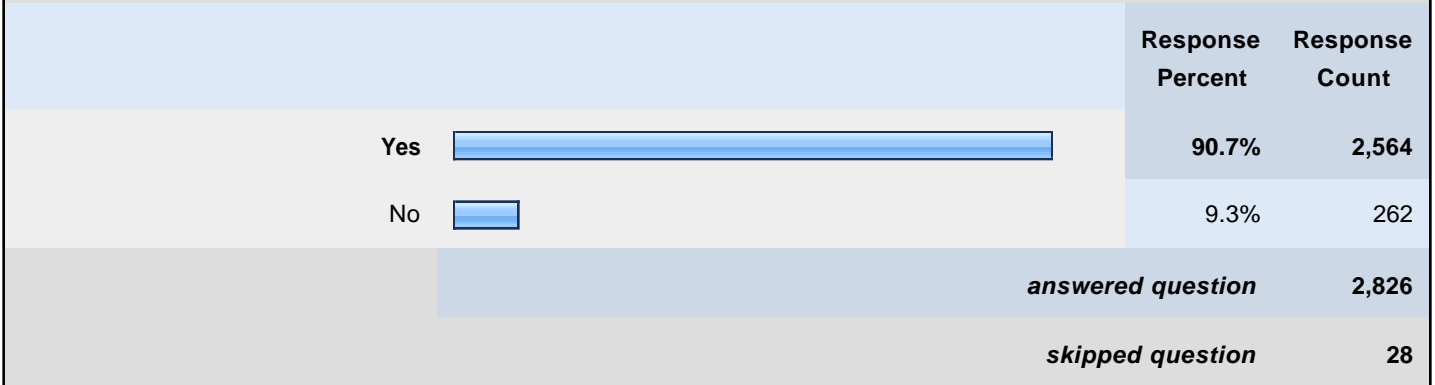 Response Response
Percent Count
Yes 90.7% 2,564
No 9.3% 262
answered question 2,826
skipped question 28